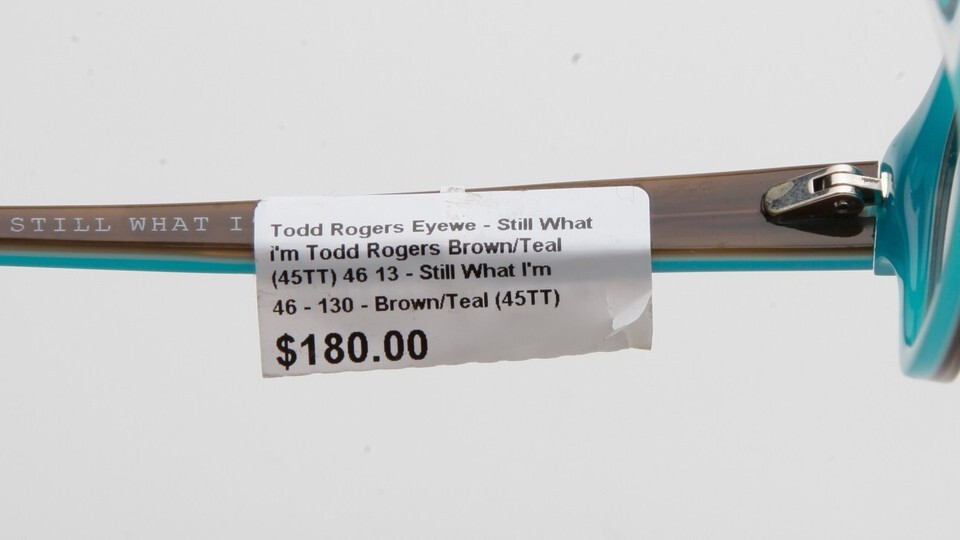 STILL WHAT I
Todd Rogers Eyewe - Still What
i'm Todd Rogers Brown/Teal
(45TT) 46 13 - Still What I'm
46 - 130 - Brown/Teal (45TT)
$180.00